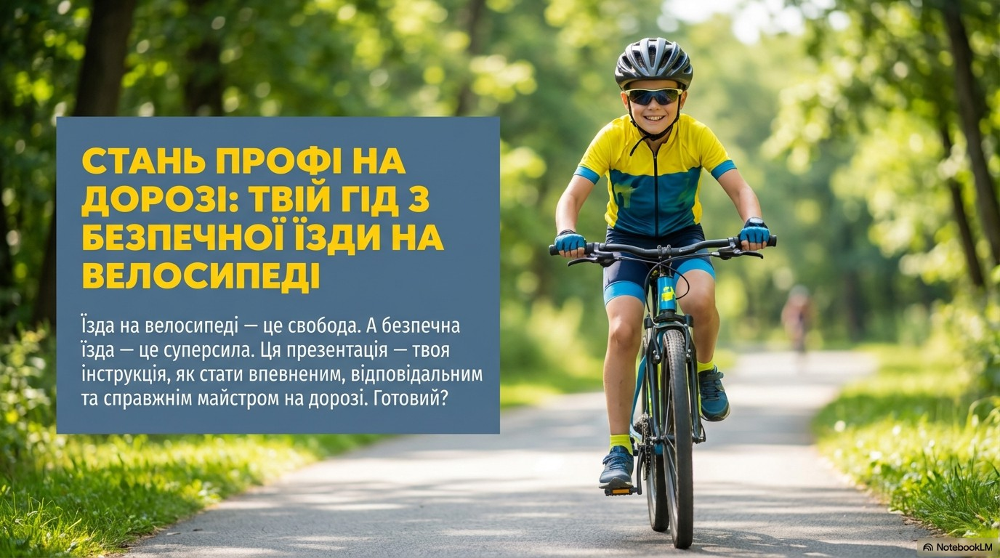 СТАНЬ ПРОФІ НА
ДОРОЗІ: ТВІЙ ГІД З
БЕЗПЕЧНОЇ ЇЗДИ НА
ВЕЛОСИПЕДІ
Їзда на велосипеді — це свобода. А безпечна
їзда — це суперсила. Ця презентація — твоя
інструкція, як стати впевненим, відповідальним
та справжнім майстром на дорозі. Готовий?
NotebookLM